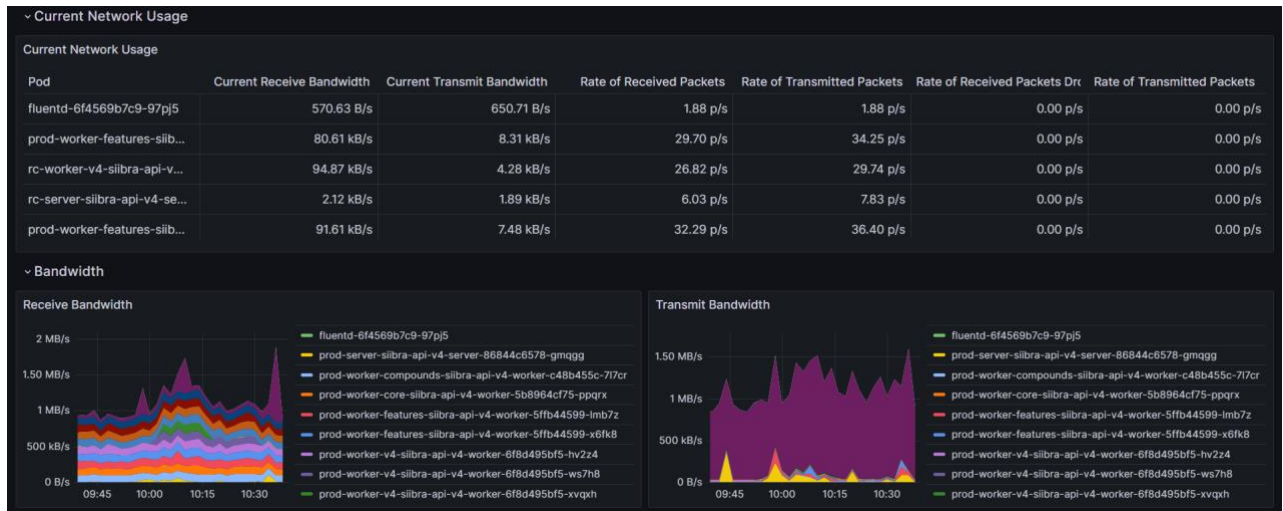 Current Network Usage
Current Network Usage
Pod Current Receive Bandwidth Current Transmit Bandwidth Rate of Received Packets Rate of Transmitted Packets Rate of Received Packets Dro Rate of Transmitted Packets
fluentd-6f4569b7c9-97pj5 570.63 B/s 650.71 B/s 1.88 p/s 1.88 p/s 0.00 p/s 0.00 p/s
prod-worker-features-siib... 80.61 kB/s 8.31 kB/s 29.70 p/s 34.25 p/s 0.00 p/s 0.00 p/s
rc-worker-v4-siibra-api-v... 94.87 kB/s 4.28 kB/s 26.82 p/s 29.74 p/s 0.00 p/s 0.00 p/s
rc-server-siibra-api-v4-se... 2.12 kB/s 1.89 kB/s 6.03 p/s 7.83 p/s 0.00 p/s 0.00 p/s
prod-worker-features-siib... 91.61 kB/s 7.48 kB/s 32.29 p/s 36.40 p/s 0.00 p/s 0.00 p/s
Bandwidth
Receive Bandwidth
2 MB/s
1.50 MB/s
1 MB/s
500 kB/s
0 B/s
09:45 10:00 10:15 10:30
fluentd-6f4569b7c9-97pj5
prod-server-siibra-api-v4-server-86844c6578-gmqgg
prod-worker-compounds-siibra-api-v4-worker-c48b455c-7l7cr
prod-worker-core-siibra-api-v4-worker-5b8964cf75-ppqrx
prod-worker-features-siibra-api-v4-worker-5ffb44599-lmb7z
prod-worker-features-siibra-api-v4-worker-5ffb44599-x6fk8
prod-worker-v4-siibra-api-v4-worker-6f8d495bf5-hv2z4
prod-worker-v4-siibra-api-v4-worker-6f8d495bf5-ws7h8
prod-worker-v4-siibra-api-v4-worker-6f8d495bf5-xvqxh
Transmit Bandwidth
1.50 MB/s
1 MB/s
500 kB/s
0 B/s
09:45 10:00 10:15 10:30
fluentd-6f4569b7c9-97pj5
prod-server-siibra-api-v4-server-86844c6578-gmqgg
prod-worker-compounds-siibra-api-v4-worker-c48b455c-7l7cr
prod-worker-core-siibra-api-v4-worker-5b8964cf75-ppqrx
prod-worker-features-siibra-api-v4-worker-5ffb44599-lmb7z
prod-worker-features-siibra-api-v4-worker-5ffb44599-x6fk8
prod-worker-v4-siibra-api-v4-worker-6f8d495bf5-hv2z4
prod-worker-v4-siibra-api-v4-worker-6f8d495bf5-ws7h8
prod-worker-v4-siibra-api-v4-worker-6f8d495bf5-xvqxh